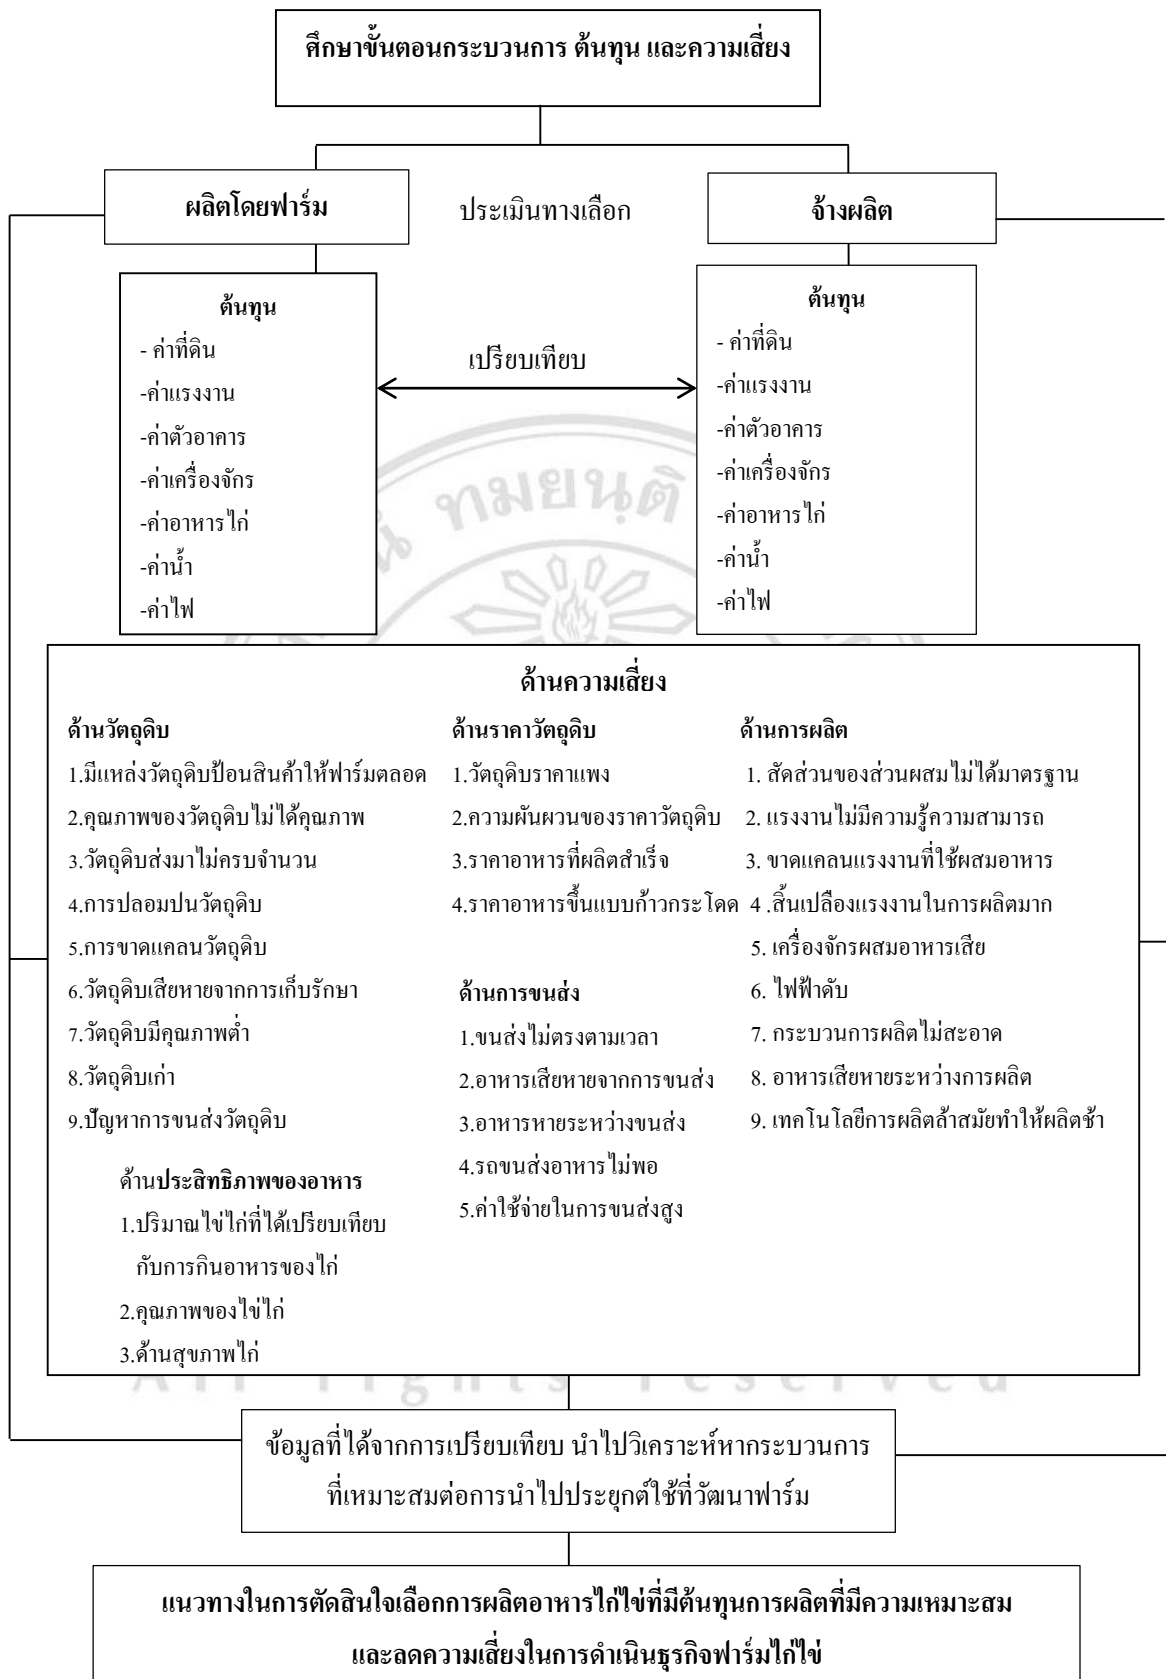 ศึกษาขั้นตอนกระบวนการ ต้นทุน และความเสี่ยง
ผลิตโดยฟาร์ม
ประเมินทางเลือก
จ้างผลิต
ต้นทุน
- ค่าที่ดิน
-ค่าแรงงาน
-ค่าตัวอาคาร
-ค่าเครื่องจักร
-ค่าอาหารไก่
-ค่าน้ำ
-ค่าไฟ
เปรียบเทียบ
ต้นทุน
- ค่าที่ดิน
-ค่าแรงงาน
-ค่าตัวอาคาร
-ค่าเครื่องจักร
-ค่าอาหารไก่
-ค่าน้ำ
-ค่าไฟ
ทมยนฺติ
ด้านความเสี่ยง
ด้านวัตถุดิบ
1.มีแหล่งวัตถุดิบป้อนสินค้าให้ฟาร์มตลอด
2.คุณภาพของวัตถุดิบไม่ได้คุณภาพ
3.วัตถุดิบส่งมาไม่ครบจำนวน
4.การปลอมปนวัตถุดิบ
5.การขาดแคลนวัตถุดิบ
6.วัตถุดิบเสียหายจากการเก็บรักษา
7.วัตถุดิบมีคุณภาพต่ำ
8.วัตถุดิบเก่า
9.ปัญหาการขนส่งวัตถุดิบ
ด้านประสิทธิภาพของอาหาร
1.ปริมาณไข่ไก่ที่ได้เปรียบเทียบ
กับการกินอาหารของไก่
2.คุณภาพของไข่ไก่
3.ด้านสุขภาพไก่
ด้านราคาวัตถุดิบ
1.วัตถุดิบราคาแพง
2.ความผันผวนของราคาวัตถุดิบ
3.ราคาอาหารที่ผลิตสำเร็จ
4.ราคาอาหารขึ้นแบบก้าวกระโดด
ด้านการขนส่ง
1.ขนส่งไม่ตรงตามเวลา
2.อาหารเสียหายจากการขนส่ง
3.อาหารหายระหว่างขนส่ง
4.รถขนส่งอาหารไม่พอ
5.ค่าใช้จ่ายในการขนส่งสูง
ด้านการผลิต
1. สัดส่วนของส่วนผสมไม่ได้มาตรฐาน
2. แรงงานไม่มีความรู้ความสามารถ
3. ขาดแคลนแรงงานที่ใช้ผสมอาหาร
4 .สิ้นเปลืองแรงงานในการผลิตมาก
5. เครื่องจักรผสมอาหารเสีย
6. ไฟฟ้าดับ
7. กระบวนการผลิตไม่สะอาด
8. อาหารเสียหายระหว่างการผลิต
9. เทคโนโลยีการผลิตล้าสมัยทำให้ผลิตช้า
All rights reserved
ข้อมูลที่ได้จากการเปรียบเทียบ นำไปวิเคราะห์หากระบวนการ
ที่เหมาะสมต่อการนำไปประยุกต์ใช้ที่วัฒนาฟาร์ม
แนวทางในการตัดสินใจเลือกการผลิตอาหารไก่ไข่ที่มีต้นทุนการผลิตที่มีความเหมาะสม
และลดความเสี่ยงในการดำเนินธุรกิจฟาร์มไก่ไข่